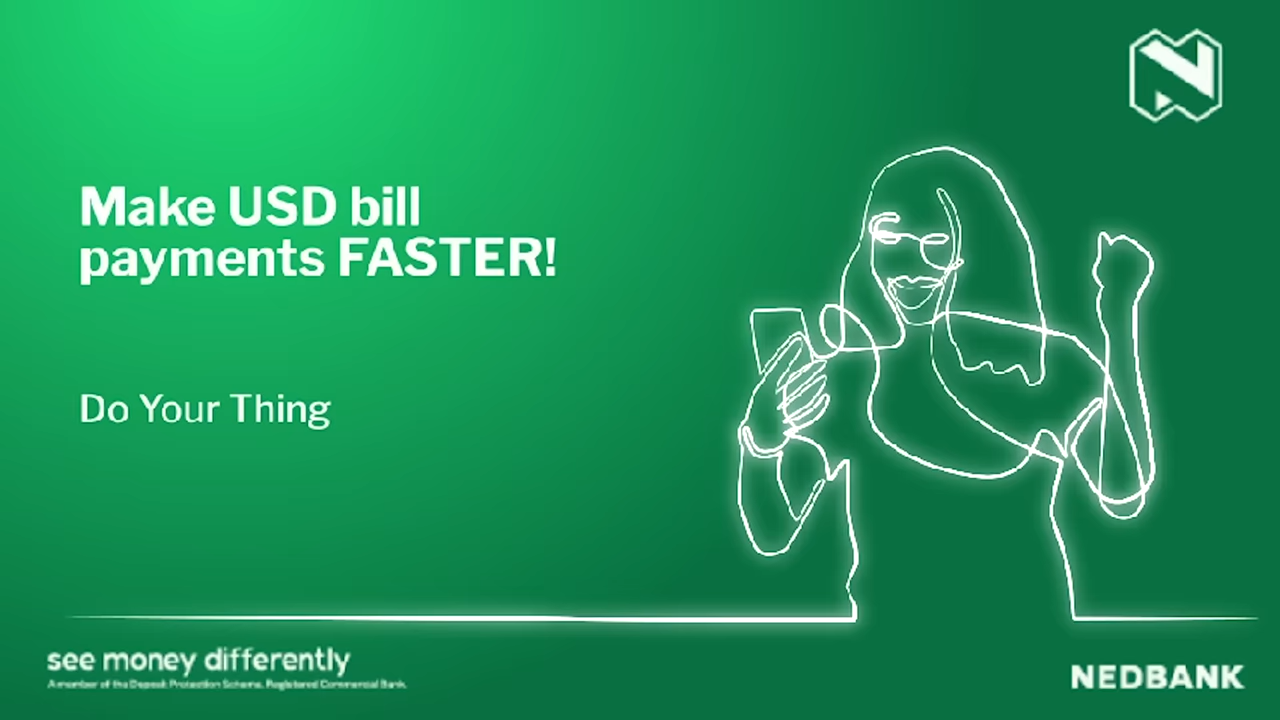 Make USD bill
payments FASTER!
Do Your Thing
see money differently
A member of the Deposit Protection Scheme. Registered Commercial Bank.
NEDBANK